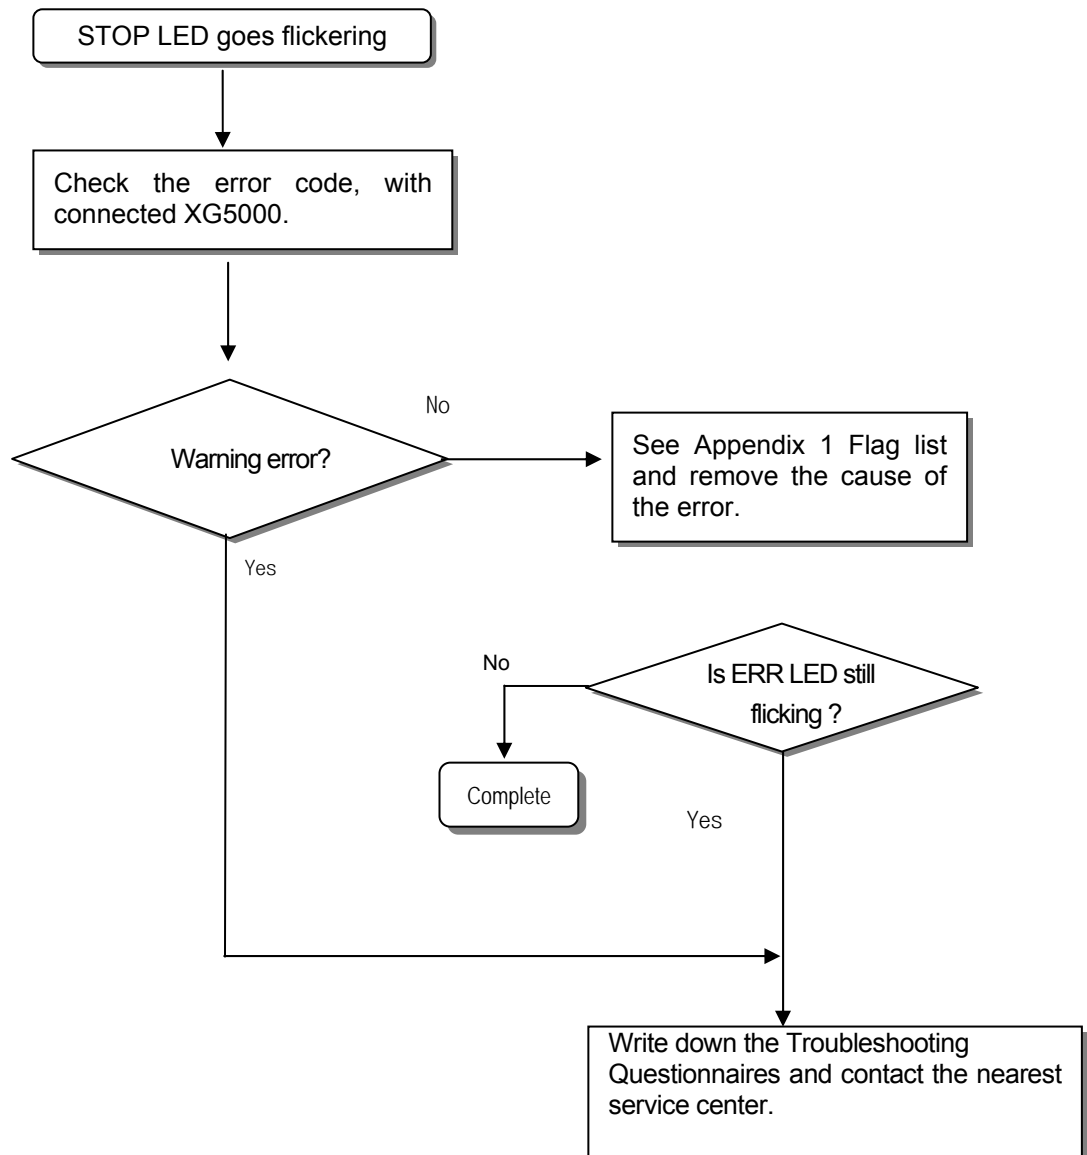 STOP LED goes flickering
Check the error code, with
connected XG5000.
No
Warning error?
See Appendix 1 Flag list
and remove the cause of
the error.
Yes
No
Is ERR LED still
flicking ?
Complete
Yes
Write down the Troubleshooting
Questionnaires and contact the nearest
service center.